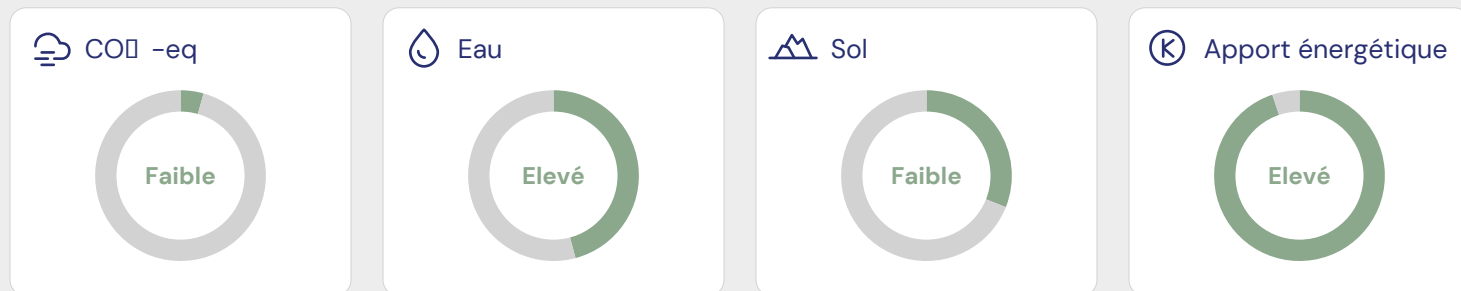 CO▯ -eq
Eau
Sol
Apport énergétique
Faible
Elevé
Faible
Elevé